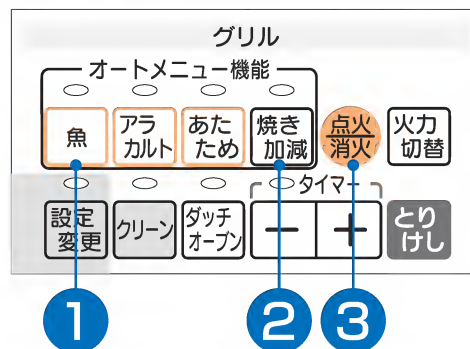 グリル
オートメニュー機能
魚
アラ
カルト
あた
ため
焼き
加減
点火
消火
火力
切替
タイマー
設定
変更
クリーン
ダッチ
オーブン
−
+
とり
けし
1
2
3